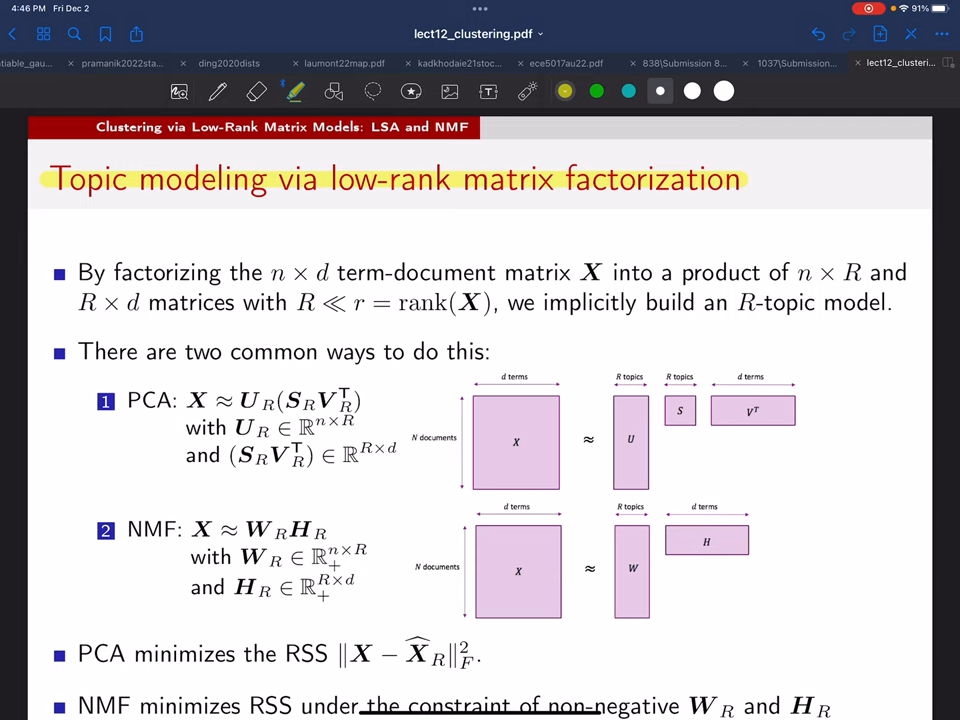 4:46 PM Fri Dec 2
91%
lect12_clustering.pdf
tiable_gau...
pramanik2022sta...
ding2020dists
laumont22map.pdf
kadkhodaie21stoc...
ece5017au22.pdf
838\Submission 8...
1037\Submission...
lect12_clusteri...
Clustering via Low-Rank Matrix Models: LSA and NMF
Topic modeling via low-rank matrix factorization
By factorizing the n × d term-document matrix X into a product of n × R and
R × d matrices with R ≪ r = rank(X), we implicitly build an R-topic model.
There are two common ways to do this:
1 PCA: X ≈ U_R(S_R V_R^T)
with U_R ∈ ℝ^{n×R}
and (S_R V_R^T) ∈ ℝ^{R×d}
d terms
R topics
R topics
d terms
N documents
X
≈
U
S
V^T
2 NMF: X ≈ W_R H_R
with W_R ∈ ℝ_+^{n×R}
and H_R ∈ ℝ_+^{R×d}
d terms
R topics
d terms
N documents
X
≈
W
H
PCA minimizes the RSS ‖X − X̂_R‖_F^2.
NMF minimizes RSS under the constraint of non-negative W_R and H_R